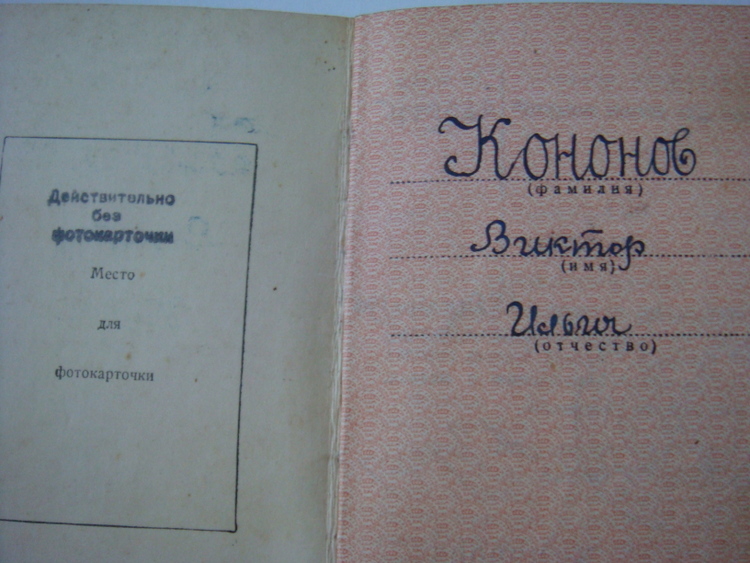 Действительно
без
фотокарточки
Место
для
фотокарточки
Кононов
(фамилия)
Виктор
(имя)
Ильич
(отчество)